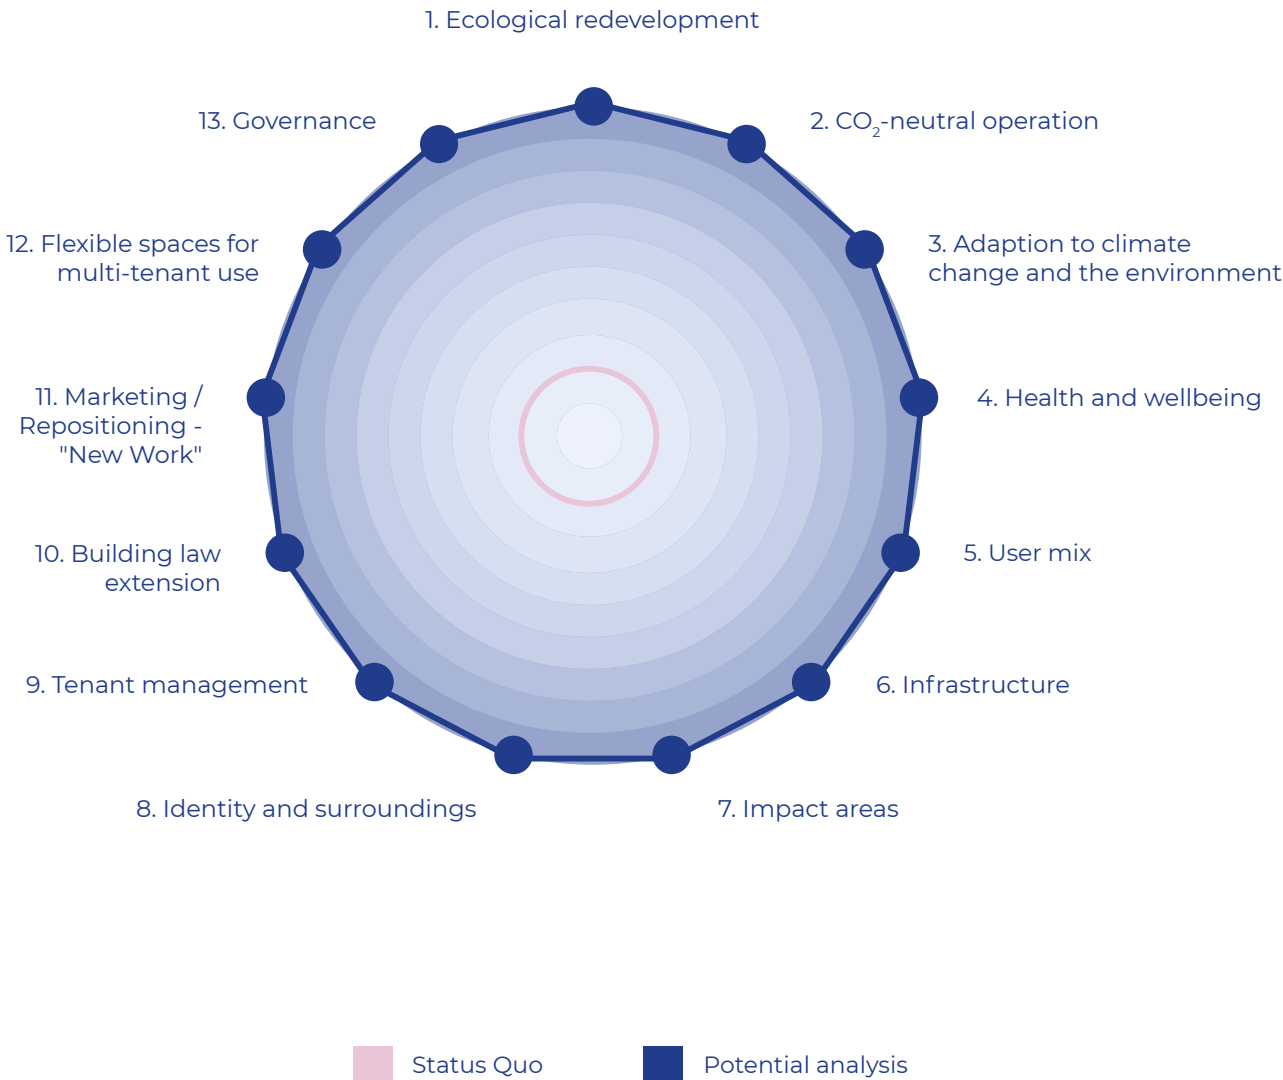 1. Ecological redevelopment
2. CO₂-neutral operation
3. Adaption to climate
change and the environment
4. Health and wellbeing
5. User mix
6. Infrastructure
7. Impact areas
8. Identity and surroundings
9. Tenant management
10. Building law
extension
11. Marketing /
Repositioning -
"New Work"
12. Flexible spaces for
multi-tenant use
13. Governance
Status Quo
Potential analysis